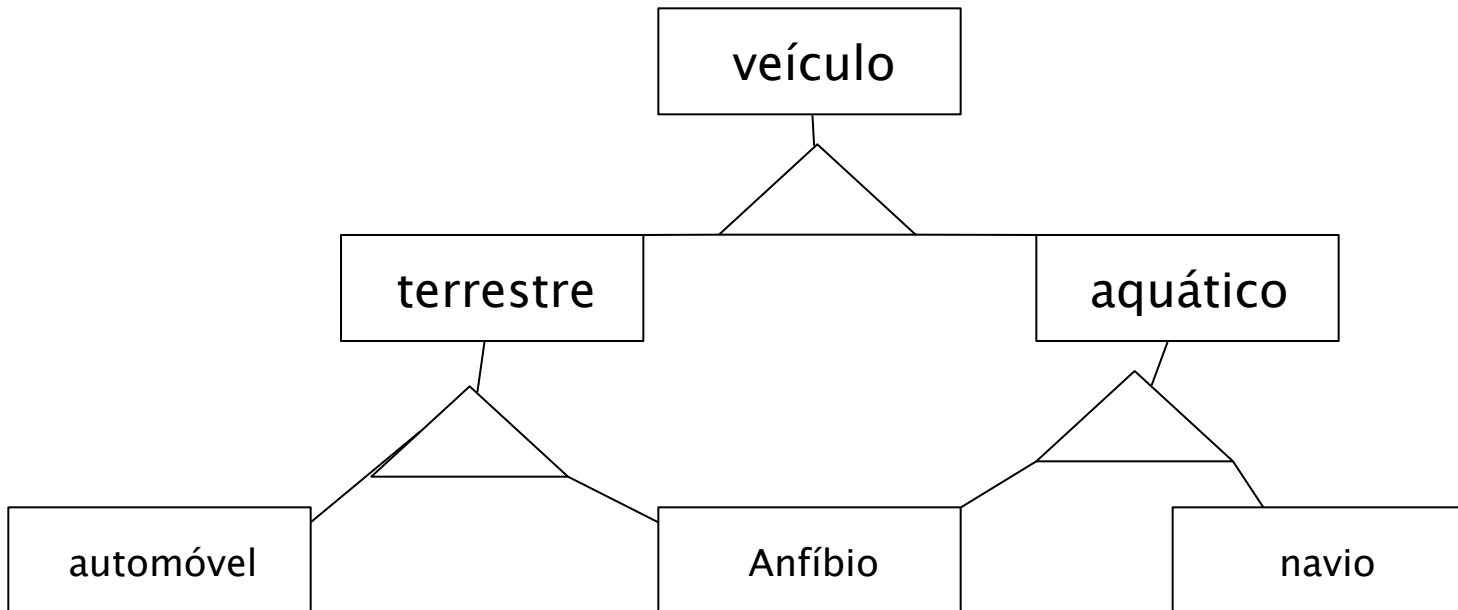 veículo
terrestre
aquático
automóvel
Anfíbio
navio